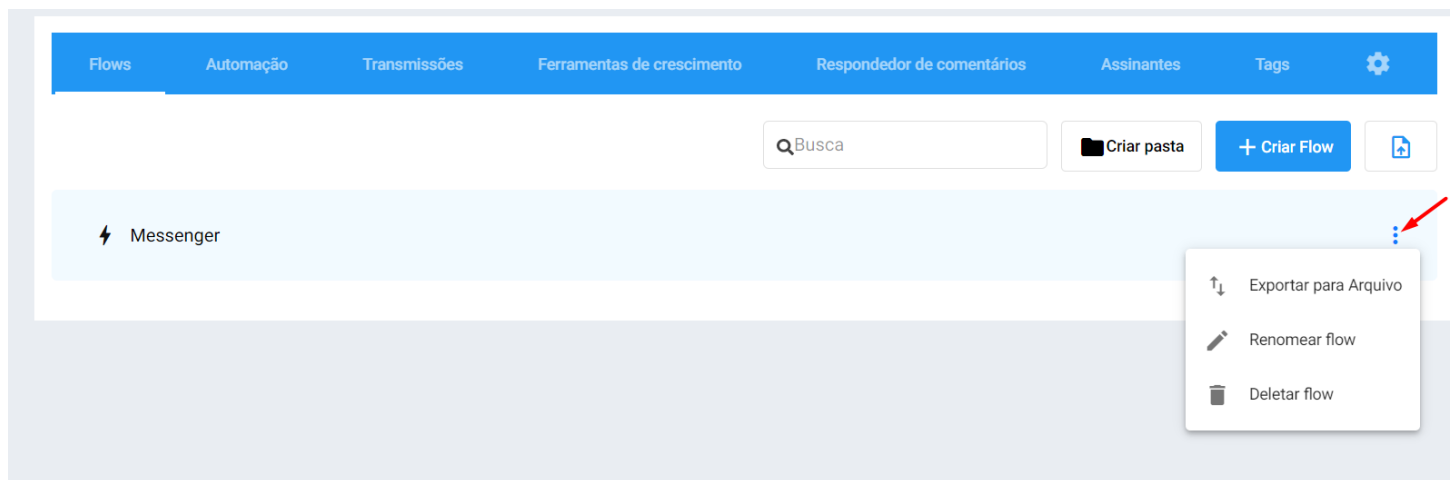 Flows Automação Transmissões Ferramentas de crescimento Respondedor de comentários Assinantes Tags
Busca Criar pasta + Criar Flow
Messenger
Exportar para Arquivo
Renomear flow
Deletar flow